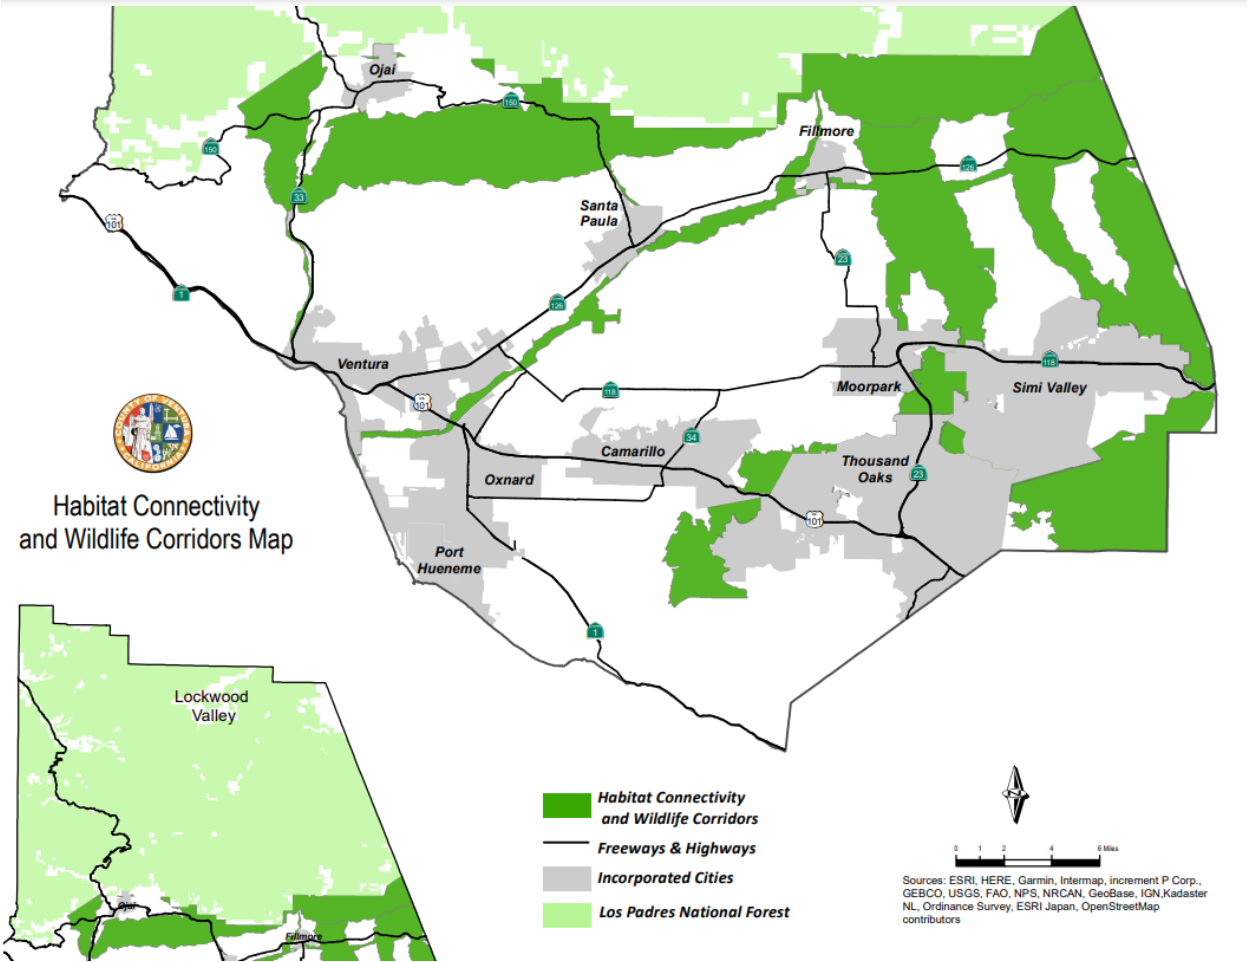 Ojai
150
Fillmore
150
126
33
Santa
Paula
101
23
1
126
Ventura
118
Moorpark
Simi Valley
118
101
COUNTY OF VENTURA
CALIFORNIA
34
Camarillo
Thousand
Oaks
23
Oxnard
Habitat Connectivity
and Wildlife Corridors Map
101
Port
Hueneme
1
Lockwood
Valley
Habitat Connectivity
and Wildlife Corridors
Freeways & Highways
Incorporated Cities
Los Padres National Forest
N
0 1 2 4 6 Miles
Sources: ESRI, HERE, Garmin, Intermap, increment P Corp.,
GEBCO, USGS, FAO, NPS, NRCAN, GeoBase, IGN,Kadaster
NL, Ordinance Survey, ESRI Japan, OpenStreetMap
contributors
Ojai
Fillmore